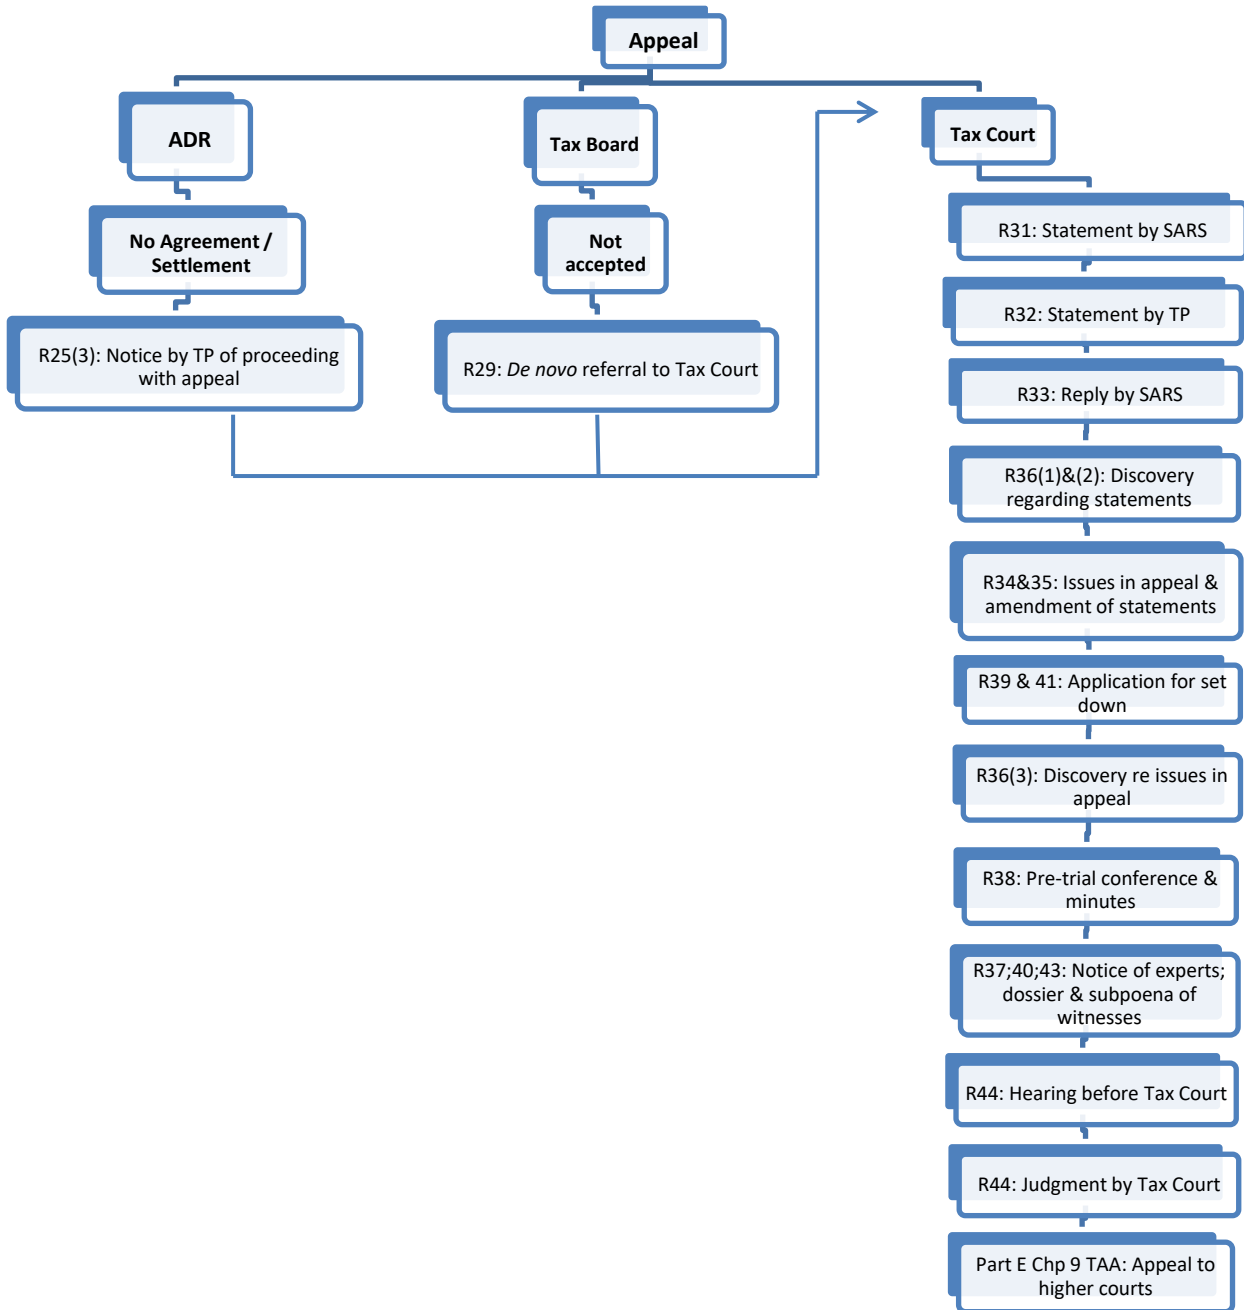 Appeal
ADR
No Agreement /
Settlement
R25(3): Notice by TP of proceeding
with appeal
Tax Board
Not
accepted
R29: De novo referral to Tax Court
Tax Court
R31: Statement by SARS
R32: Statement by TP
R33: Reply by SARS
R36(1)&(2): Discovery
regarding statements
R34&35: Issues in appeal &
amendment of statements
R39 & 41: Application for set
down
R36(3): Discovery re issues in
appeal
R38: Pre-trial conference &
minutes
R37;40;43: Notice of experts;
dossier & subpoena of
witnesses
R44: Hearing before Tax Court
R44: Judgment by Tax Court
Part E Chp 9 TAA: Appeal to
higher courts